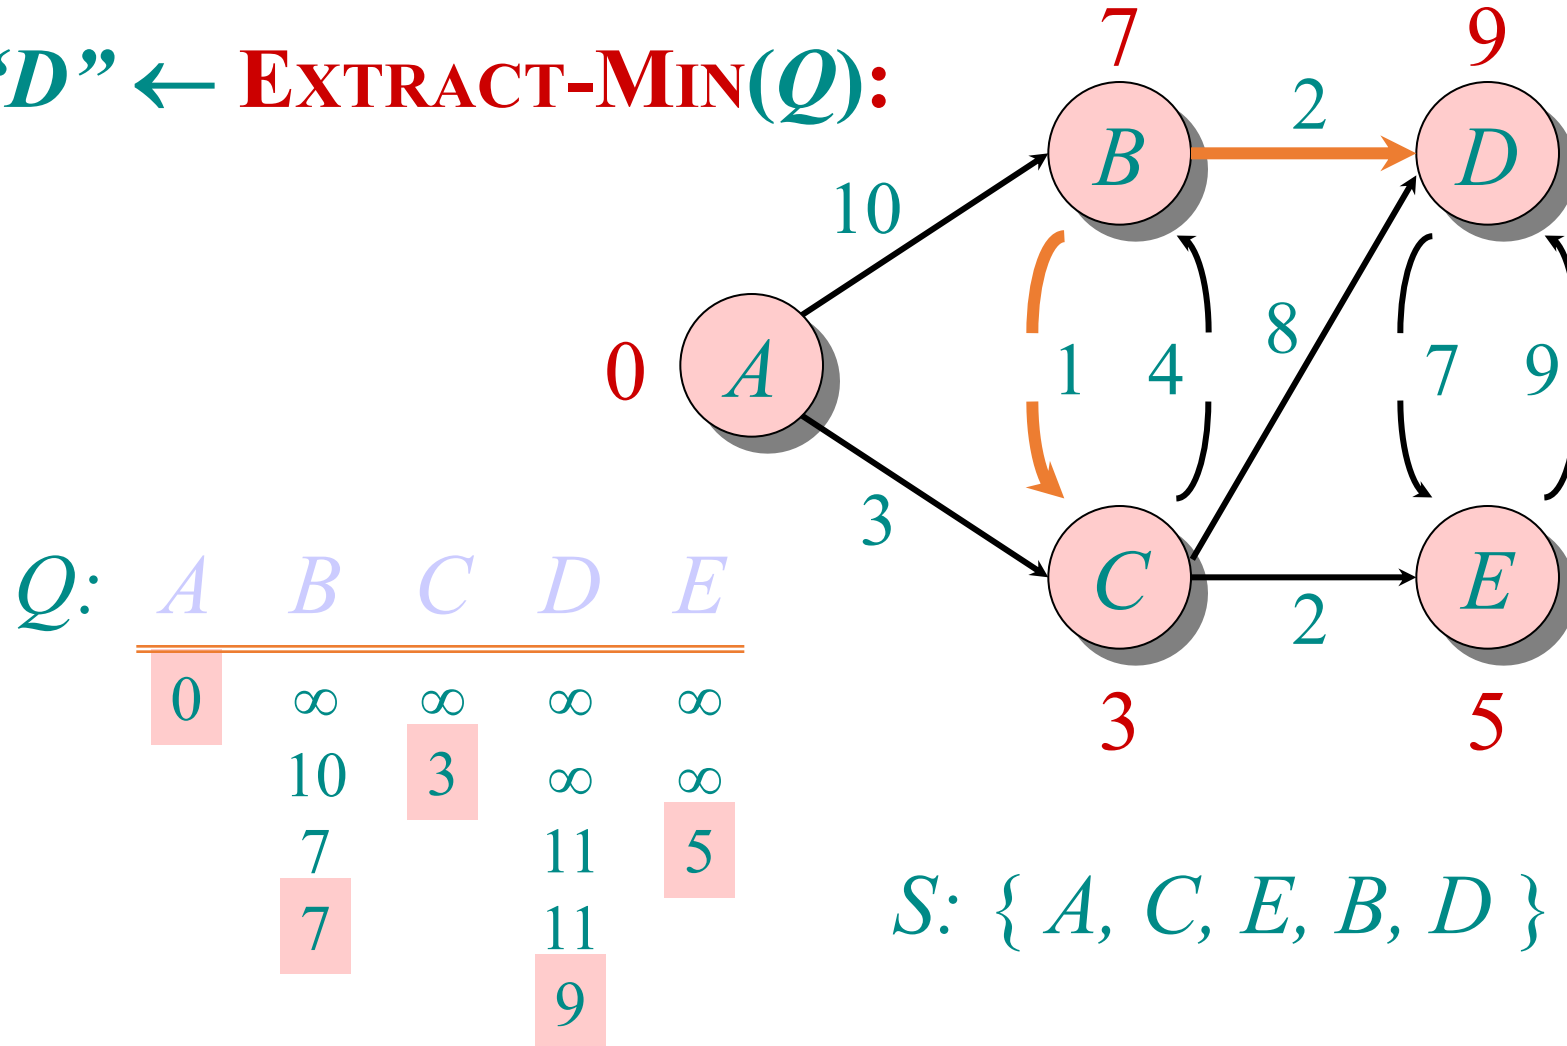 “D” ← EXTRACT-MIN(Q):
7 9
B 2 D
10
0 A 1 4 8 7 9
3
C 2 E
3 5
Q: A B C D E
0 ∞ ∞ ∞ ∞
10 3 ∞ ∞
7 11 5
7 11
9
S: { A, C, E, B, D }